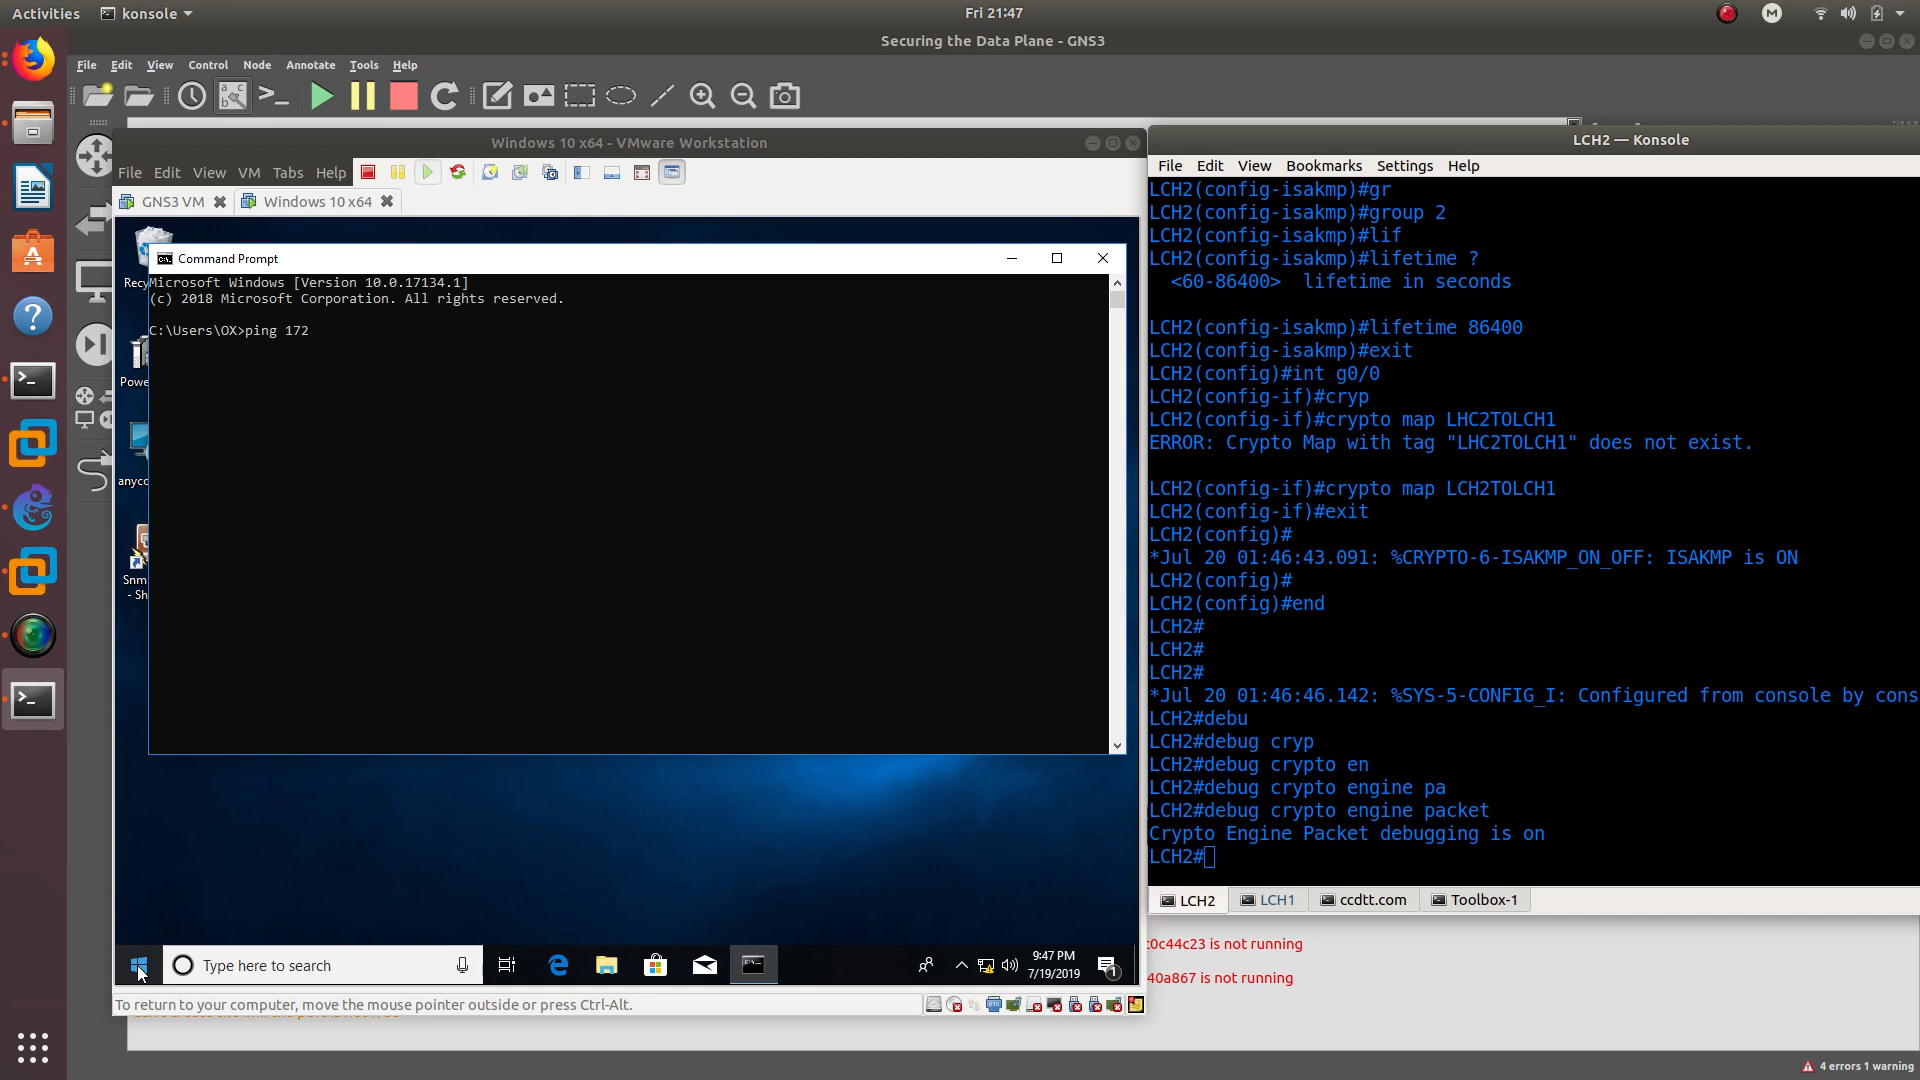 Activities
konsole
Fri 21:47
M
Securing the Data Plane - GNS3
File Edit View Control Node Annotate Tools Help
Windows 10 x64 - VMware Workstation
File Edit View VM Tabs Help
GNS3 VM
Windows 10 x64
Command Prompt
Microsoft Windows [Version 10.0.17134.1]
(c) 2018 Microsoft Corporation. All rights reserved.
C:\Users\OX>ping 172
Recy
Powe
anyco
Snm
- Sh
Type here to search
9:47 PM
7/19/2019
1
To return to your computer, move the mouse pointer outside or press Ctrl-Alt.
LCH2 — Konsole
File Edit View Bookmarks Settings Help
LCH2(config-isakmp)#gr
LCH2(config-isakmp)#group 2
LCH2(config-isakmp)#lif
LCH2(config-isakmp)#lifetime ?
<60-86400> lifetime in seconds
LCH2(config-isakmp)#lifetime 86400
LCH2(config-isakmp)#exit
LCH2(config)#int g0/0
LCH2(config-if)#cryp
LCH2(config-if)#crypto map LHC2TOLCH1
ERROR: Crypto Map with tag "LHC2TOLCH1" does not exist.
LCH2(config-if)#crypto map LCH2TOLCH1
LCH2(config-if)#exit
LCH2(config)#
*Jul 20 01:46:43.091: %CRYPTO-6-ISAKMP_ON_OFF: ISAKMP is ON
LCH2(config)#
LCH2(config)#end
LCH2#
LCH2#
LCH2#
*Jul 20 01:46:46.142: %SYS-5-CONFIG_I: Configured from console by cons
LCH2#debu
LCH2#debug cryp
LCH2#debug crypto en
LCH2#debug crypto engine pa
LCH2#debug crypto engine packet
Crypto Engine Packet debugging is on
LCH2#
LCH2
LCH1
ccdtt.com
Toolbox-1
c0c44c23 is not running
40a867 is not running
4 errors 1 warning